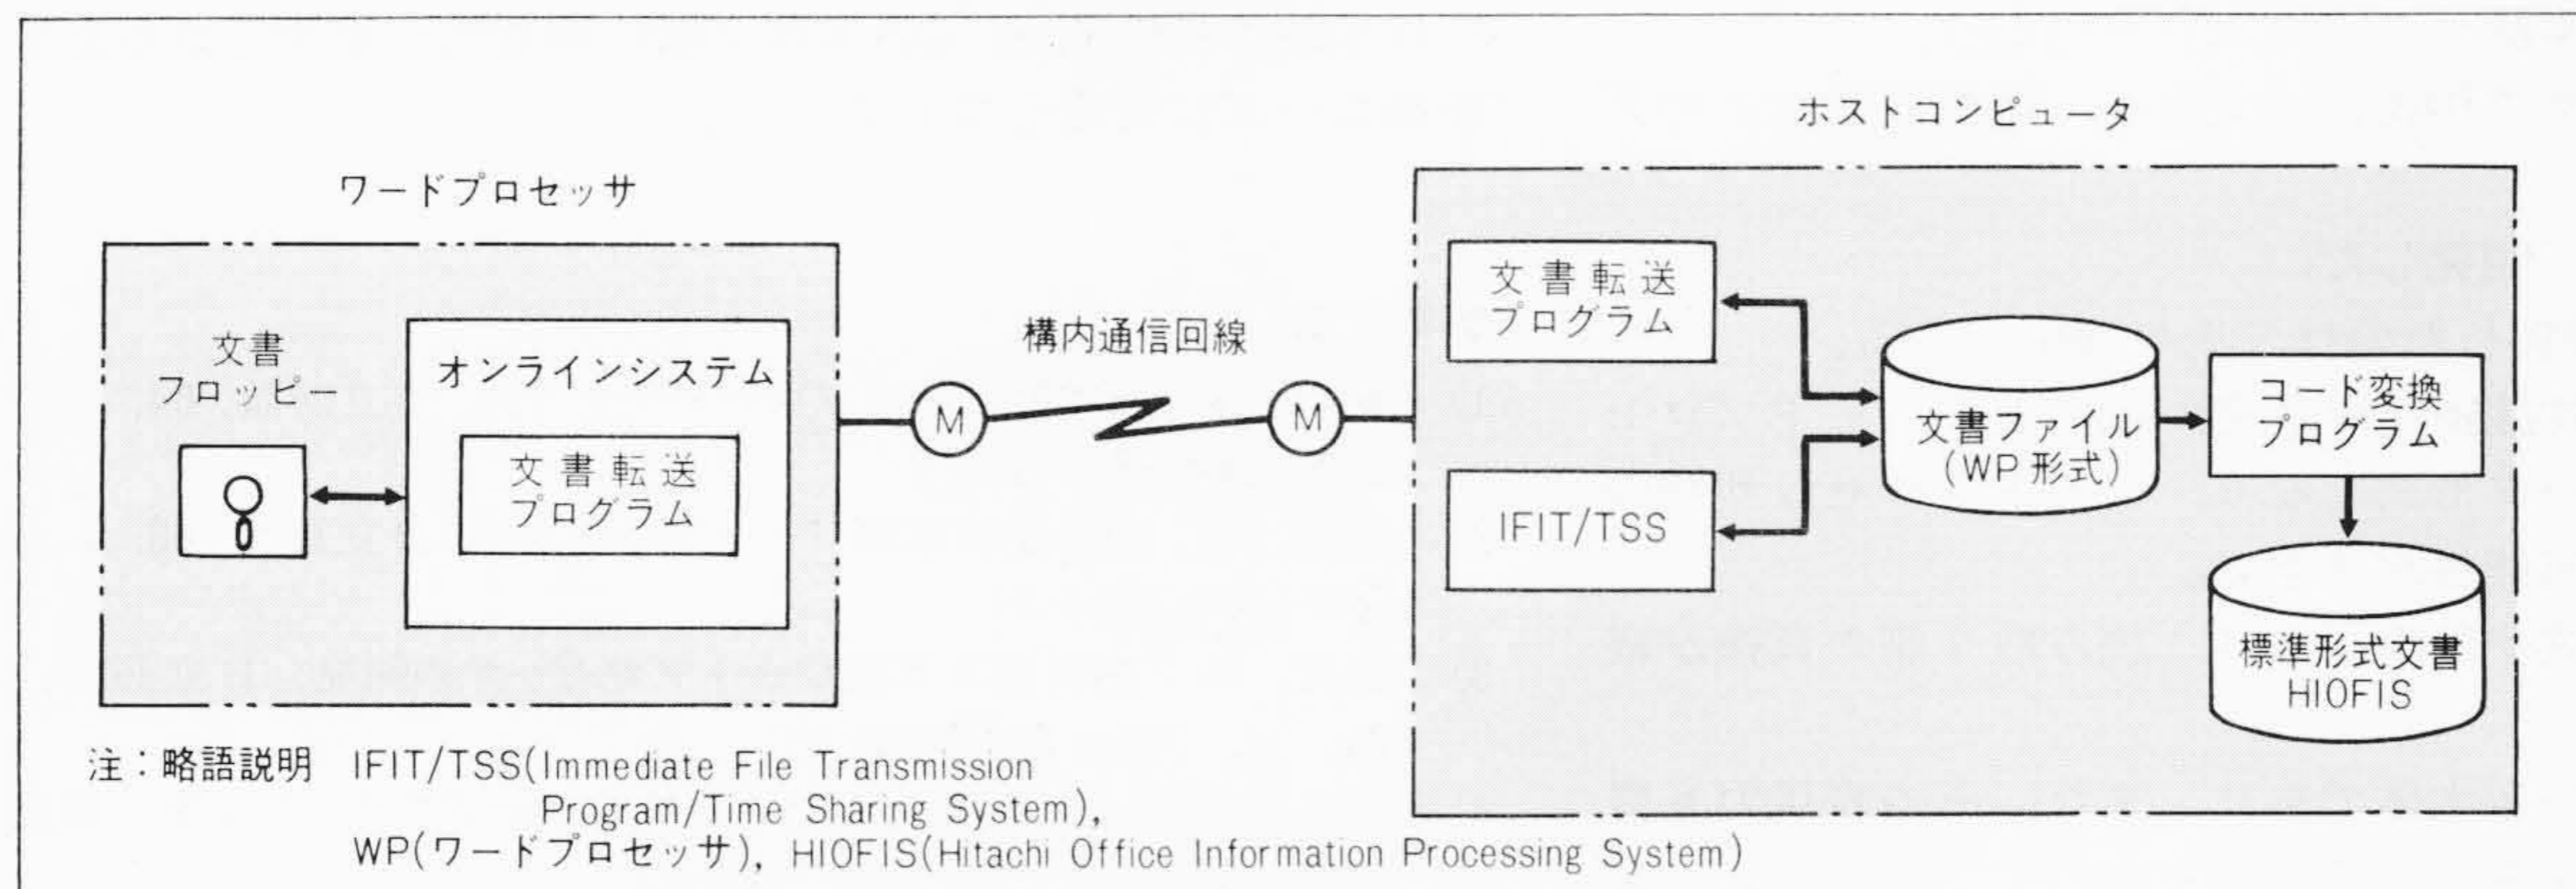 ワードプロセッサ
文書
フロッピー
オンラインシステム
文書転送
プログラム
構内通信回線
M
M
ホストコンピュータ
文書転送
プログラム
IFIT/TSS
文書ファイル
(WP形式)
コード変換
プログラム
標準形式文書
HIOFIS
注：略語説明 IFIT/TSS(Immediate File Transmission
Program/Time Sharing System),
WP(ワードプロセッサ), HIOFIS(Hitachi Office Information Processing System)